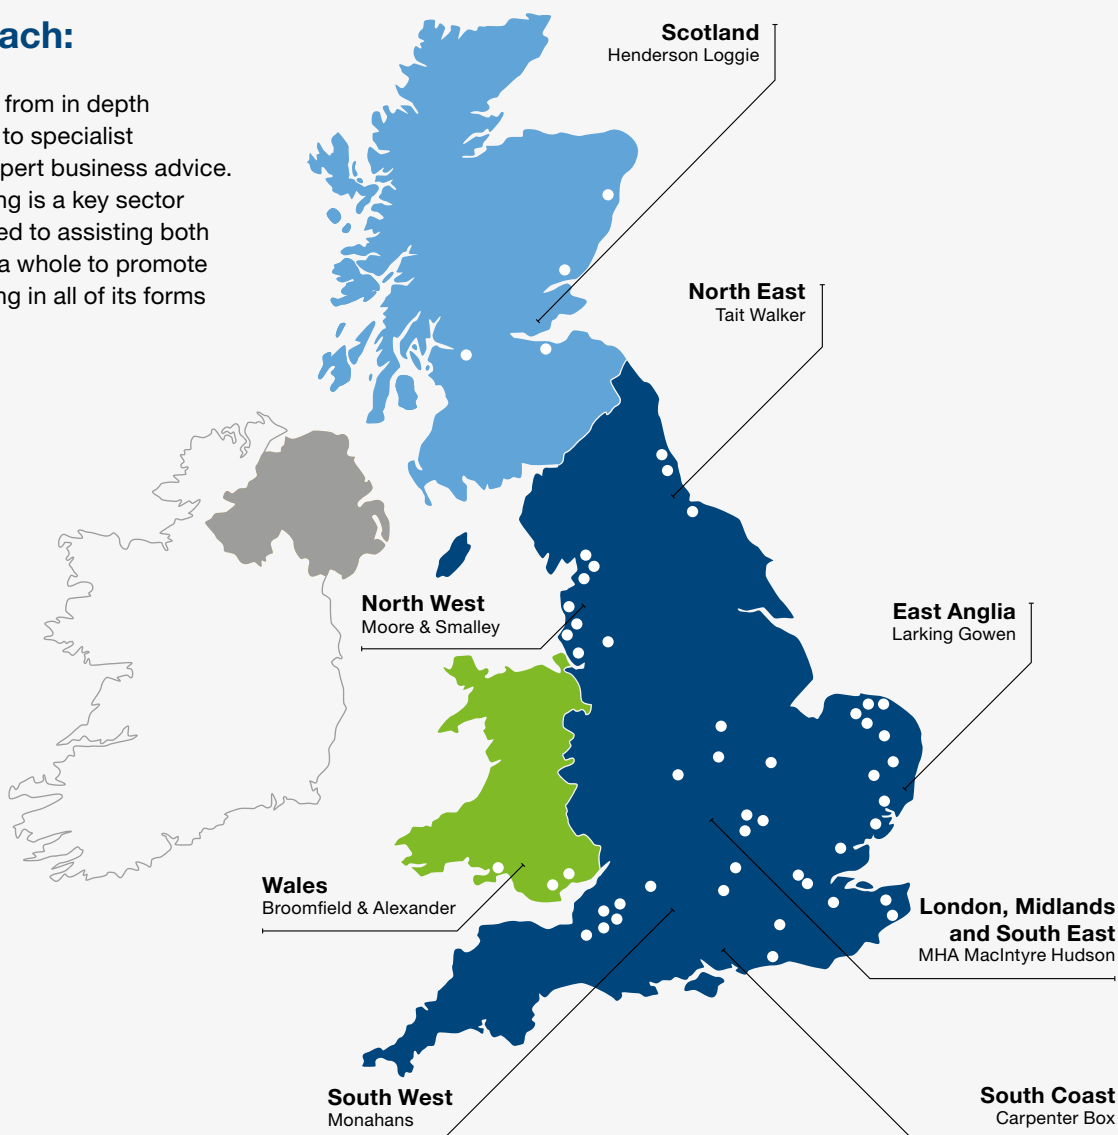 ach:
from in depth
to specialist
pert business advice.
ng is a key sector
ed to assisting both
a whole to promote
ng in all of its forms
Scotland
Henderson Loggie
North East
Tait Walker
North West
Moore & Smalley
East Anglia
Larking Gowen
Wales
Broomfield & Alexander
London, Midlands
and South East
MHA MacIntyre Hudson
South West
Monahans
South Coast
Carpenter Box